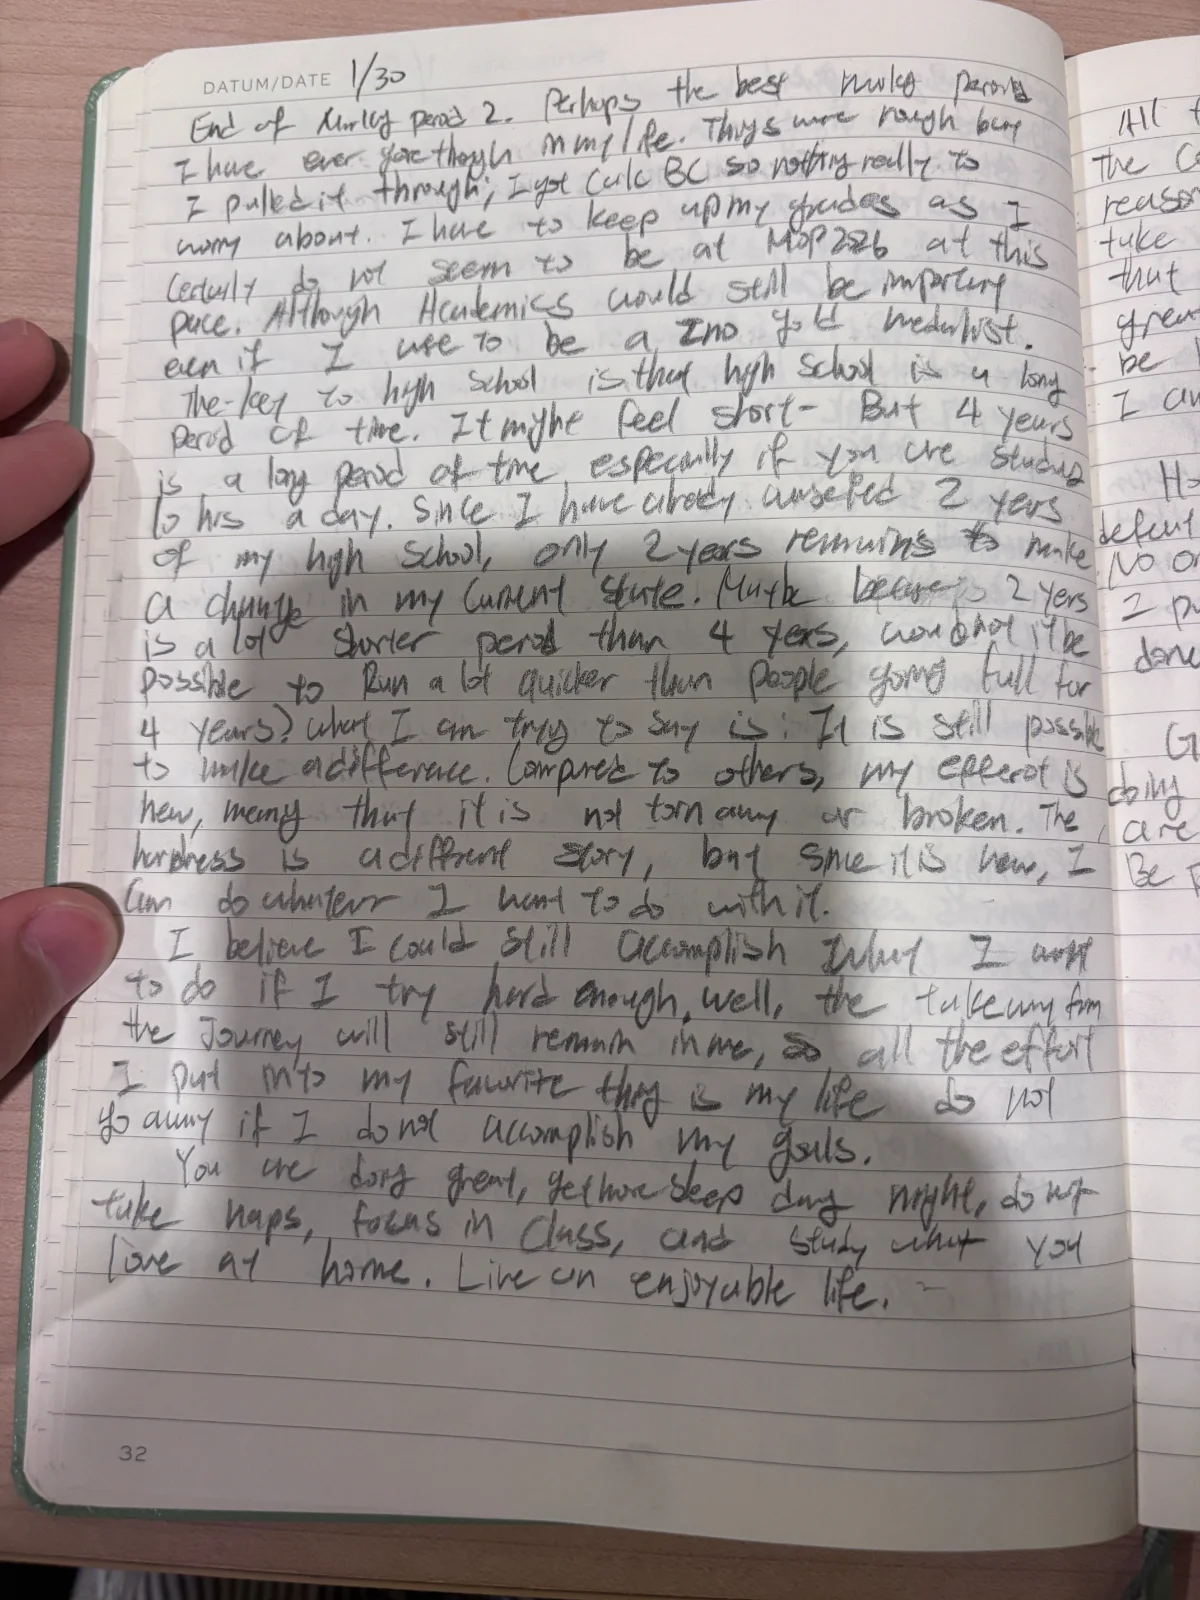 DATUM/DATE 1/30
End of Marking period 2. Perhaps the best marking periods
I have ever gone though in my life. Things were rough but
I pulled it through; I got Calc BC so nothing really to
worry about. I have to keep up my grades as I
Certainly do not seem to be at MOP 2026 at this
pace. Although Academics would still be important
even if I were to be a Imo gold medalist.
The key to high school is that high school is a long
period of time. It might feel short- But 4 years
is a long period of time especially if you are studying
10 hrs a day. Since I have already 2 years
of my high school, only 2 years remains to make
a change in my Current State. Maybe because 2 years
is a lot shorter period than 4 years, would not it be
possible to Run a lot quicker than people going full for
4 years? What I am trying to say is: It is still possible
to make a difference. Compared to others, my efferot is
new, meaning that it is not torn away or broken. The
hardness is a different story, but since it is new, I
Can do whatever I want to do with it.
I believe I could still accomplish what I want
to do if I try hard enough, well, the takeaway from
the Journey will still remain in me, so all the effort
I put into my favorite thing is my life do not
go away if I do not accomplish my goals.
You are doing great, get more sleep night, do not
take naps, focus in class, and study what you
love at home. Live an enjoyable life.
32
All
The
reason
take
that
great
be
I
defeat
No
I
done
doing
are
Be